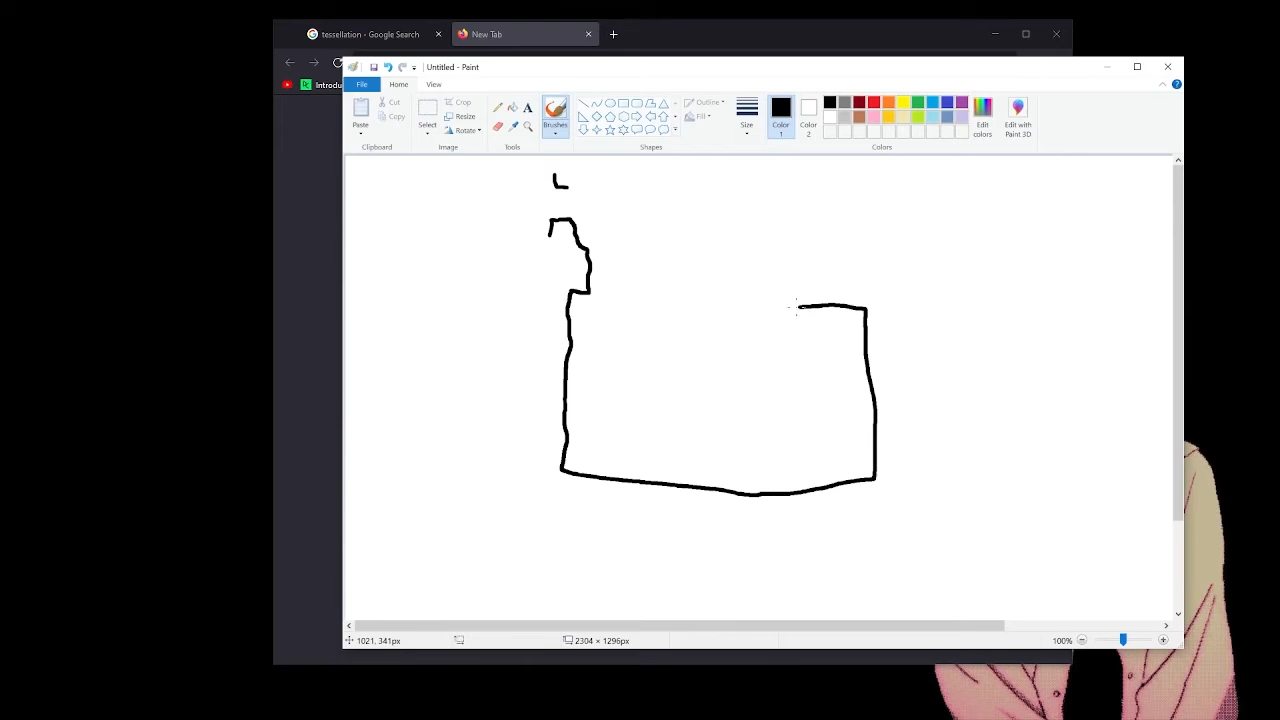 tessellation - Google Search
New Tab
Introdu
Untitled - Paint
File
Home
View
Paste
Cut
Copy
Clipboard
Select
Crop
Resize
Rotate
Image
A
Tools
Brushes
Outline
Fill
Shapes
Size
Color
1
Color
2
Edit
colors
Edit with
Paint 3D
Colors
1021, 341px
2304 × 1296px
100%